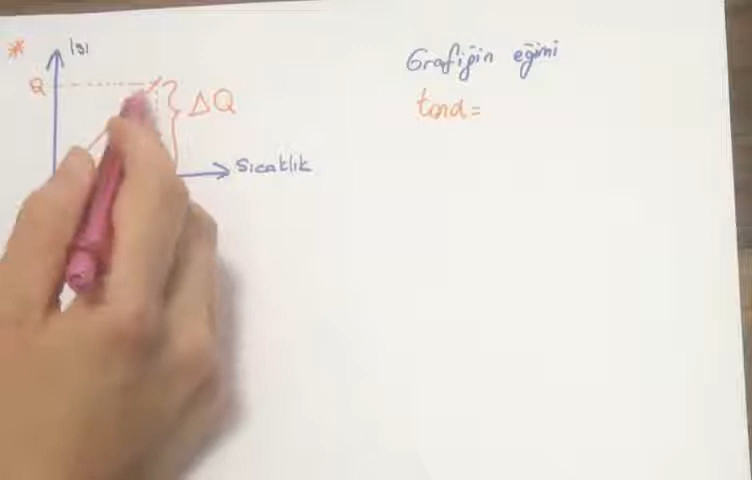 * Isı
Q
ΔQ
Sıcaklık
Grafiğin eğimi
tanα =